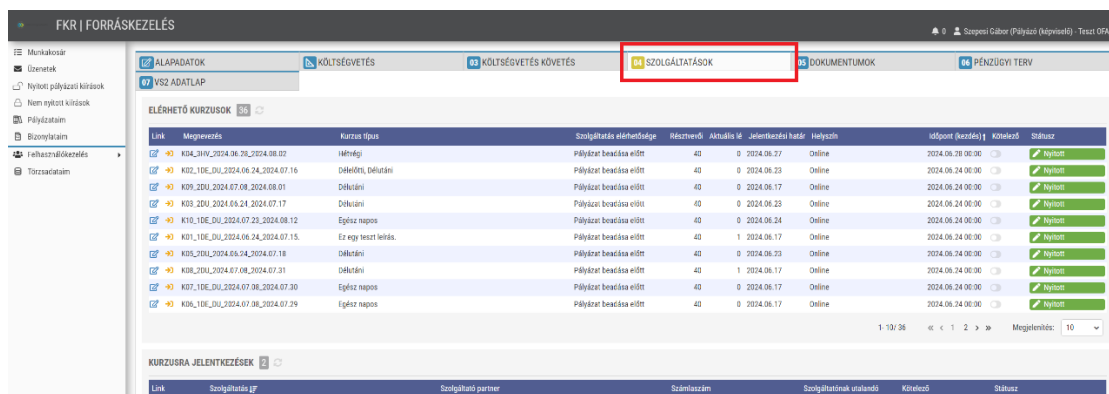 FKR | FORRÁSKEZELÉS
0 Szepesi Gábor (Pályázó (képviselő) - Teszt OFA
Munkakosár
Üzenetek
Nyitott pályázati kiírások
Nem nyitott kiírások
Pályázataim
Bizonylataim
Felhasználókezelés
Törzsadataim
ALAPADATOK KÖLTSÉGVETÉS 03 KÖLTSÉGVETÉS KÖVETÉS 04 SZOLGÁLTATÁSOK 05 DOKUMENTUMOK 06 PÉNZÜGYI TERV
07 VS2 ADATLAP
ELÉRHETŐ KURZUSOK 36
Link Megnevezés Kurzus típus Szolgáltatás elérhetősége Résztvevői Aktuális lé Jelentkezési határ Helyszín Időpont (kezdés) Kötelező Státusz
K04_3HV_2024.06.28_2024.08.02 Hétvégi Pályázat beadása előtt 40 0 2024.06.27 Online 2024.06.28 00:00 Nyitott
K02_1DE_DU_2024.06.24_2024.07.16 Délelőtti, Délutáni Pályázat beadása előtt 40 0 2024.06.23 Online 2024.06.24 00:00 Nyitott
K09_2DU_2024.07.08_2024.08.01 Délutáni Pályázat beadása előtt 40 0 2024.06.17 Online 2024.06.24 00:00 Nyitott
K03_2DU_2024.06.24_2024.07.17 Délutáni Pályázat beadása előtt 40 0 2024.06.23 Online 2024.06.24 00:00 Nyitott
K10_1DE_DU_2024.07.23_2024.08.12 Egész napos Pályázat beadása előtt 40 0 2024.06.24 Online 2024.06.24 00:00 Nyitott
K01_1DE_DU_2024.06.24_2024.07.15. Ez egy teszt leírás. Pályázat beadása előtt 40 1 2024.06.17 Online 2024.06.24 00:00 Nyitott
K05_2DU_2024.06.24_2024.07.18 Délutáni Pályázat beadása előtt 40 0 2024.06.23 Online 2024.06.24 00:00 Nyitott
K08_2DU_2024.07.08_2024.07.31 Délutáni Pályázat beadása előtt 40 1 2024.06.17 Online 2024.06.24 00:00 Nyitott
K07_1DE_DU_2024.07.08_2024.07.30 Egész napos Pályázat beadása előtt 40 0 2024.06.17 Online 2024.06.24 00:00 Nyitott
K06_1DE_DU_2024.07.08_2024.07.29 Egész napos Pályázat beadása előtt 40 0 2024.06.17 Online 2024.06.24 00:00 Nyitott
1- 10/ 36 « < 1 2 > » Megjelenítés: 10
KURZUSRA JELENTKEZÉSEK 2
Link Szolgáltatás Szolgáltató partner Számlaszám Szolgáltatónak utalandó Kötelező Státusz